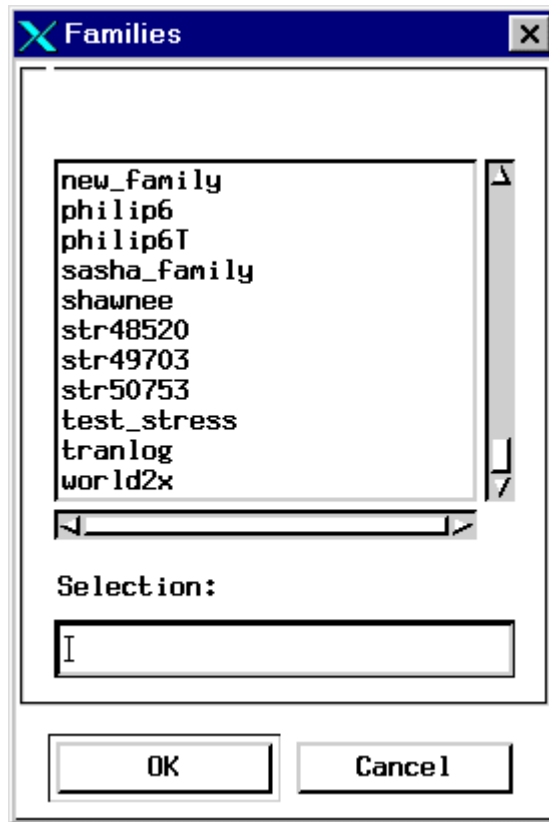 Families
new_family
philip6
philip6T
sasha_family
shawnee
str48520
str49703
str50753
test_stress
tranlog
world2x
Selection:
OK
Cancel